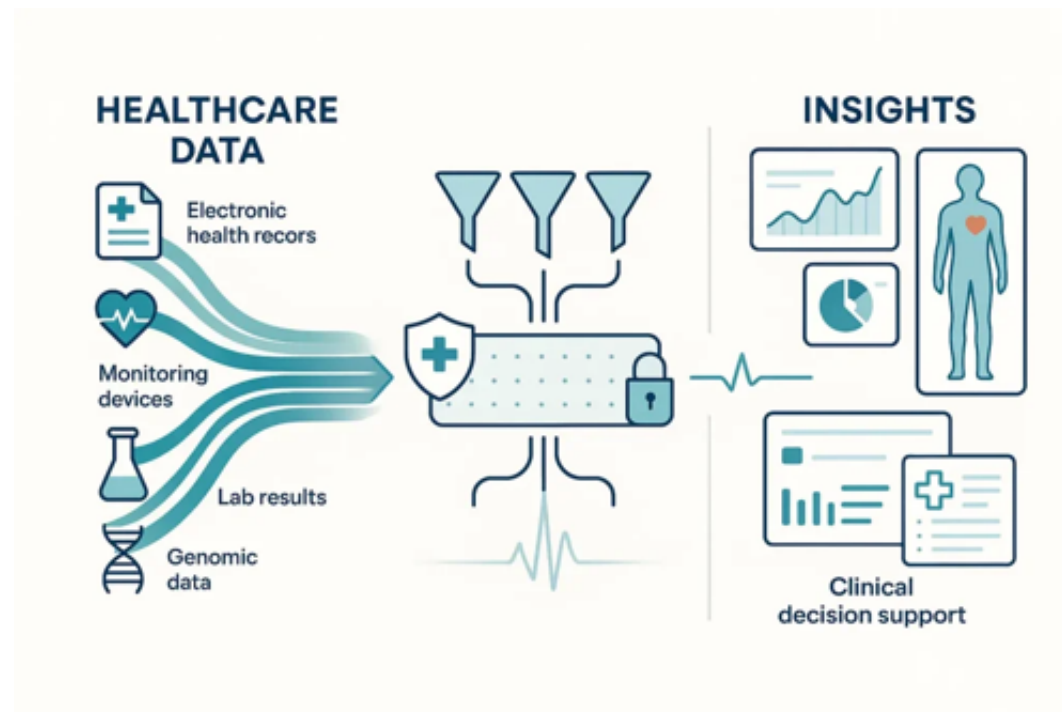 HEALTHCARE
DATA
Electronic
health recors
Monitoring
devices
Lab results
Genomic
data
INSIGHTS
Clinical
decision support